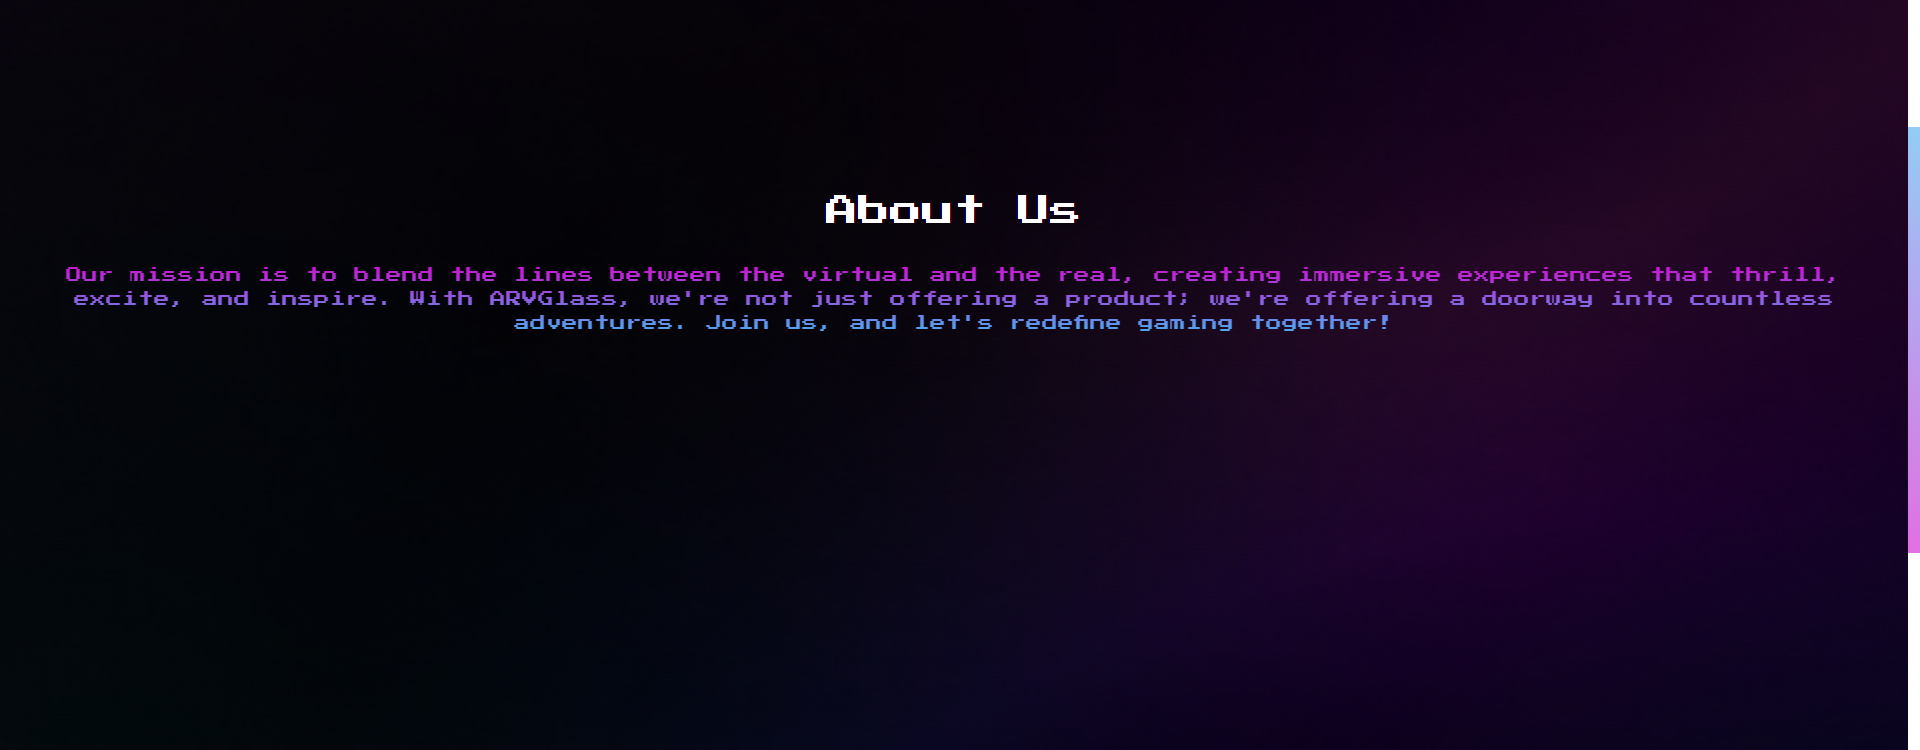 About Us
Our mission is to blend the lines between the virtual and the real, creating immersive experiences that thrill,
excite, and inspire. With ARVGlass, we're not just offering a product; we're offering a doorway into countless
adventures. Join us, and let's redefine gaming together!